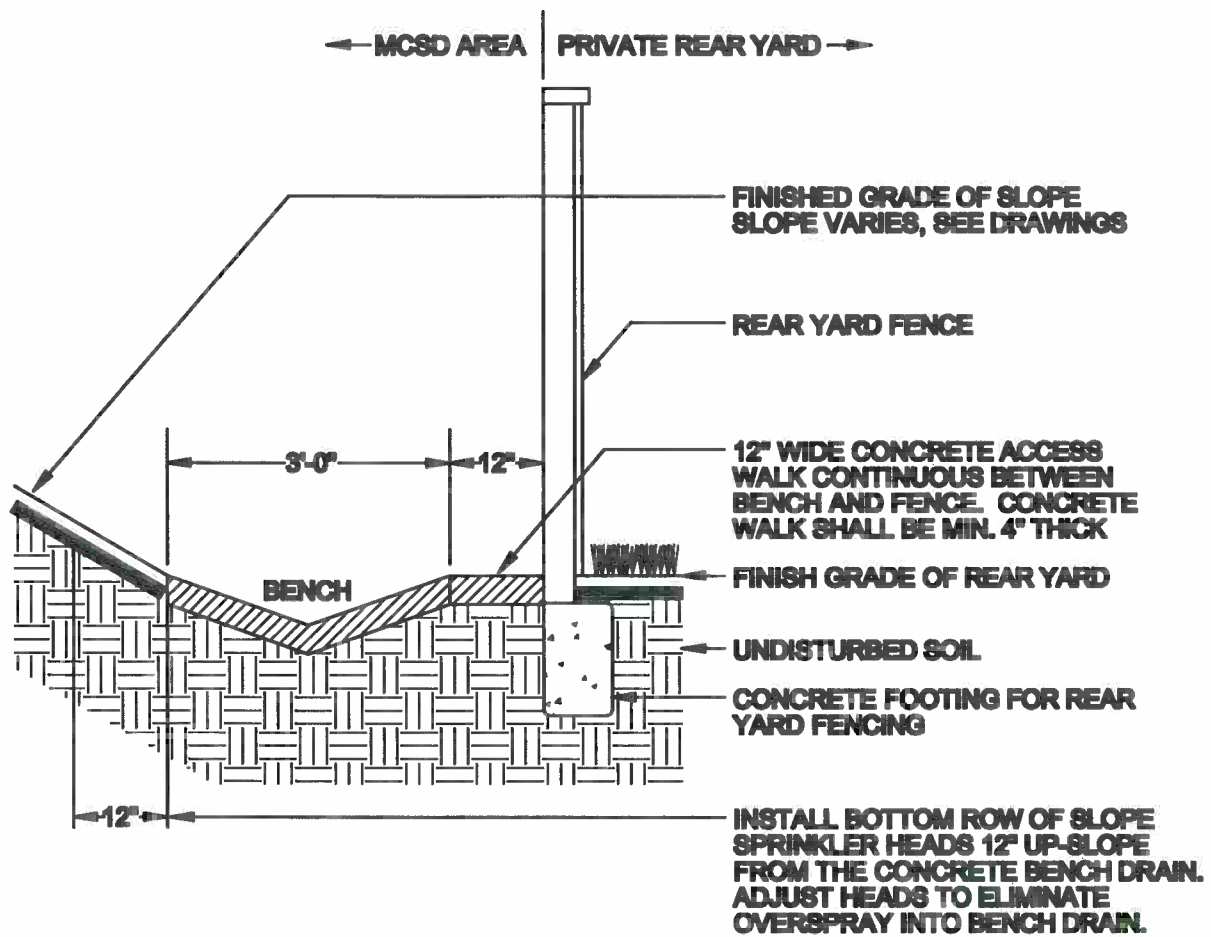 MCSD AREA
PRIVATE REAR YARD
FINISHED GRADE OF SLOPE
SLOPE VARIES, SEE DRAWINGS
REAR YARD FENCE
3'-0"
12"
12" WIDE CONCRETE ACCESS
WALK CONTINUOUS BETWEEN
BENCH AND FENCE. CONCRETE
WALK SHALL BE MIN. 4" THICK
BENCH
FINISH GRADE OF REAR YARD
UNDISTURBED SOIL
CONCRETE FOOTING FOR REAR
YARD FENCING
12"
INSTALL BOTTOM ROW OF SLOPE
SPRINKLER HEADS 12" UP-SLOPE
FROM THE CONCRETE BENCH DRAIN.
ADJUST HEADS TO ELIMINATE
OVERSPRAY INTO BENCH DRAIN.